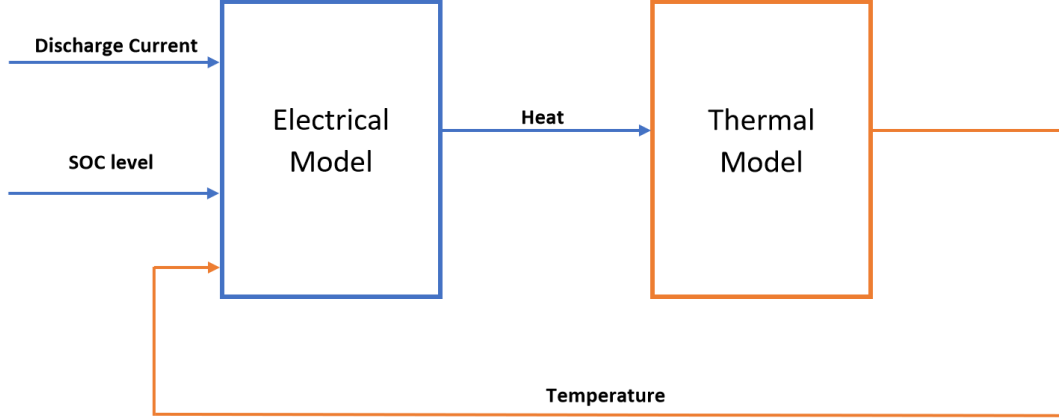 Discharge Current
SOC level
Electrical
Model
Heat
Thermal
Model
Temperature